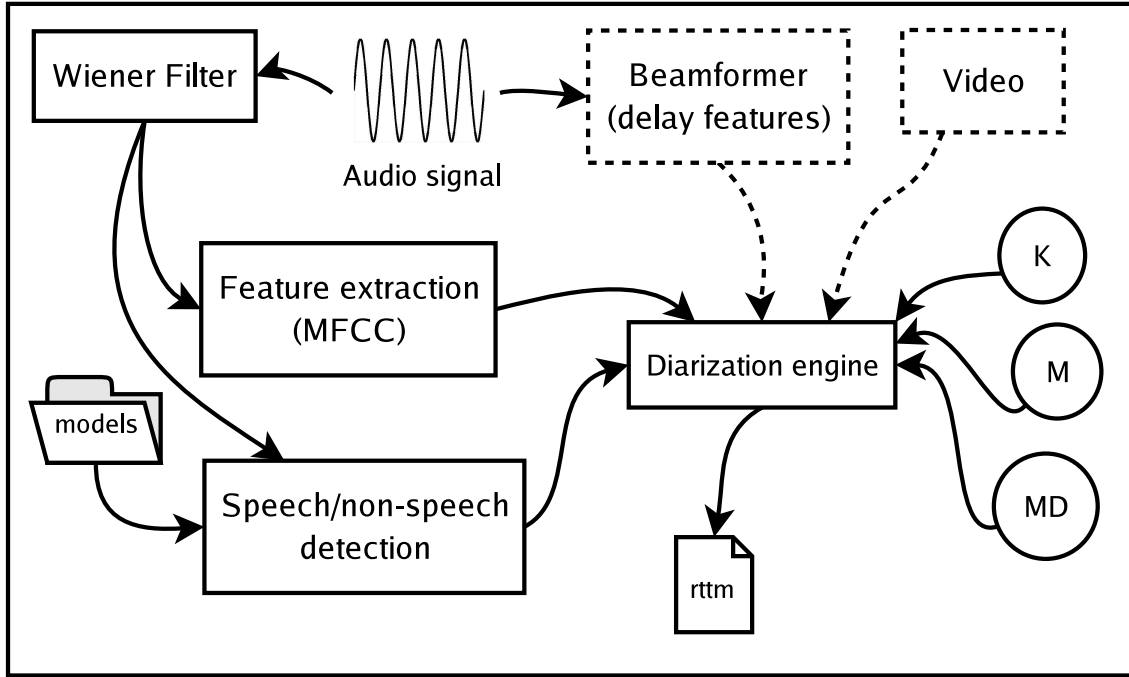 Wiener Filter
Audio signal
Beamformer
(delay features)
Video
Feature extraction
(MFCC)
K
Diarization engine
M
models
Speech/non-speech
detection
MD
rttm